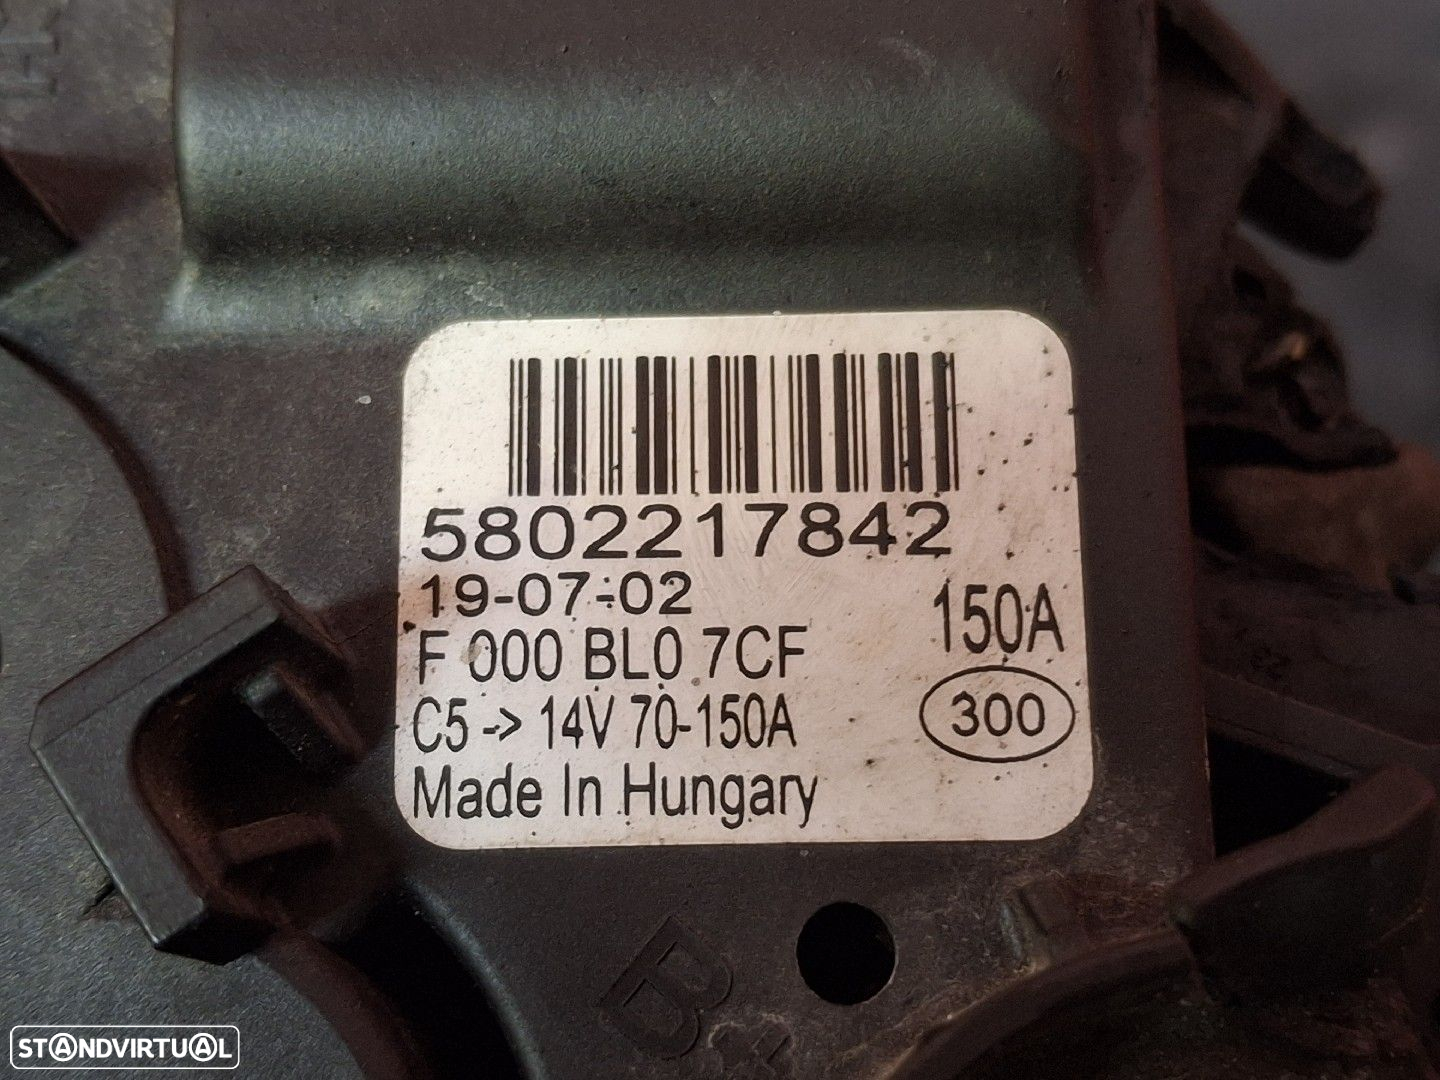 5802217842
19-07-02
F 000 BL0 7CF
150A
C5 -> 14V 70-150A
300
Made In Hungary
B+
STANDVIRTUAL